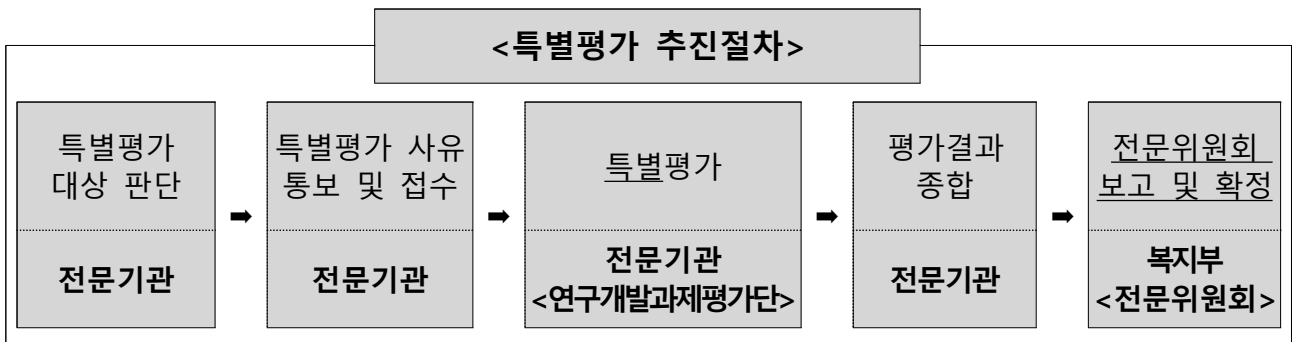 <특별평가 추진절차>
특별평가
대상 판단
전문기관
➡
특별평가 사유
통보 및 접수
전문기관
➡
특별평가
전문기관
<연구개발과제평가단>
➡
평가결과
종합
전문기관
➡
전문위원회
보고 및 확정
복지부
<전문위원회>